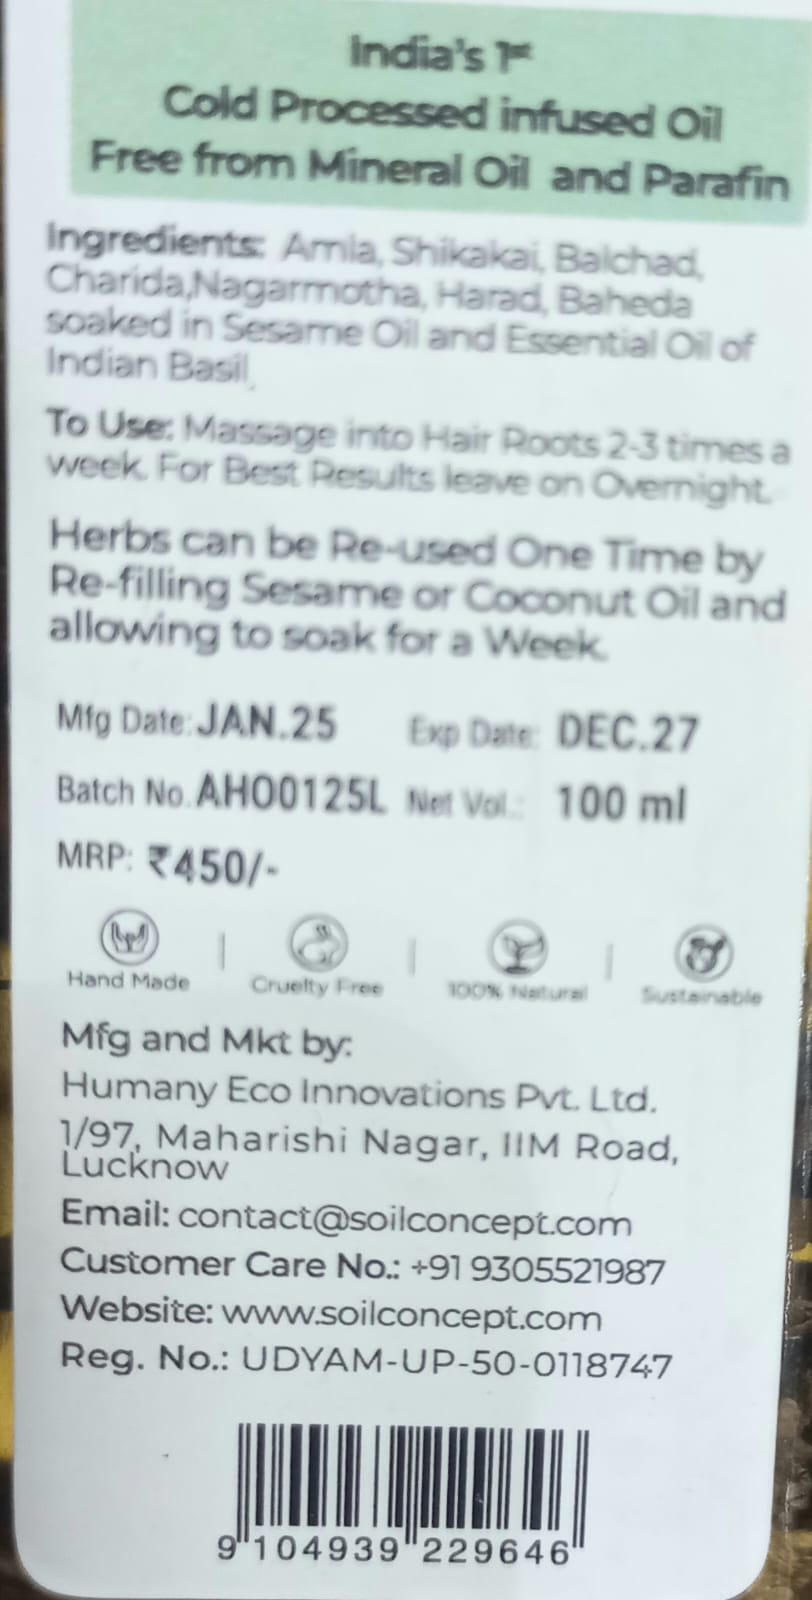 India's 1st
Cold Processed infused Oil
Free from Mineral Oil and Parafin
Ingredients: Amla, Shikakai, Balchad,
Charida,Nagarmotha, Harad, Baheda
soaked in Sesame Oil and Essential Oil of
Indian Basil
To Use: Massage into Hair Roots 2-3 times a
week. For Best Results leave on Overnight.
Herbs can be Re-used One Time by
Re-filling Sesame or Coconut Oil and
allowing to soak for a Week.
Mfg Date: JAN.25 Exp Date: DEC.27
Batch No. AHO0125L Net Vol.: 100 ml
MRP: ₹450/-
Hand Made | Cruelty Free | 100% Natural | Sustainable
Mfg and Mkt by:
Humany Eco Innovations Pvt. Ltd.
1/97, Maharishi Nagar, IIM Road,
Lucknow
Email: contact@soilconcept.com
Customer Care No.: +91 9305521987
Website: www.soilconcept.com
Reg. No.: UDYAM-UP-50-0118747
9 104939 229646